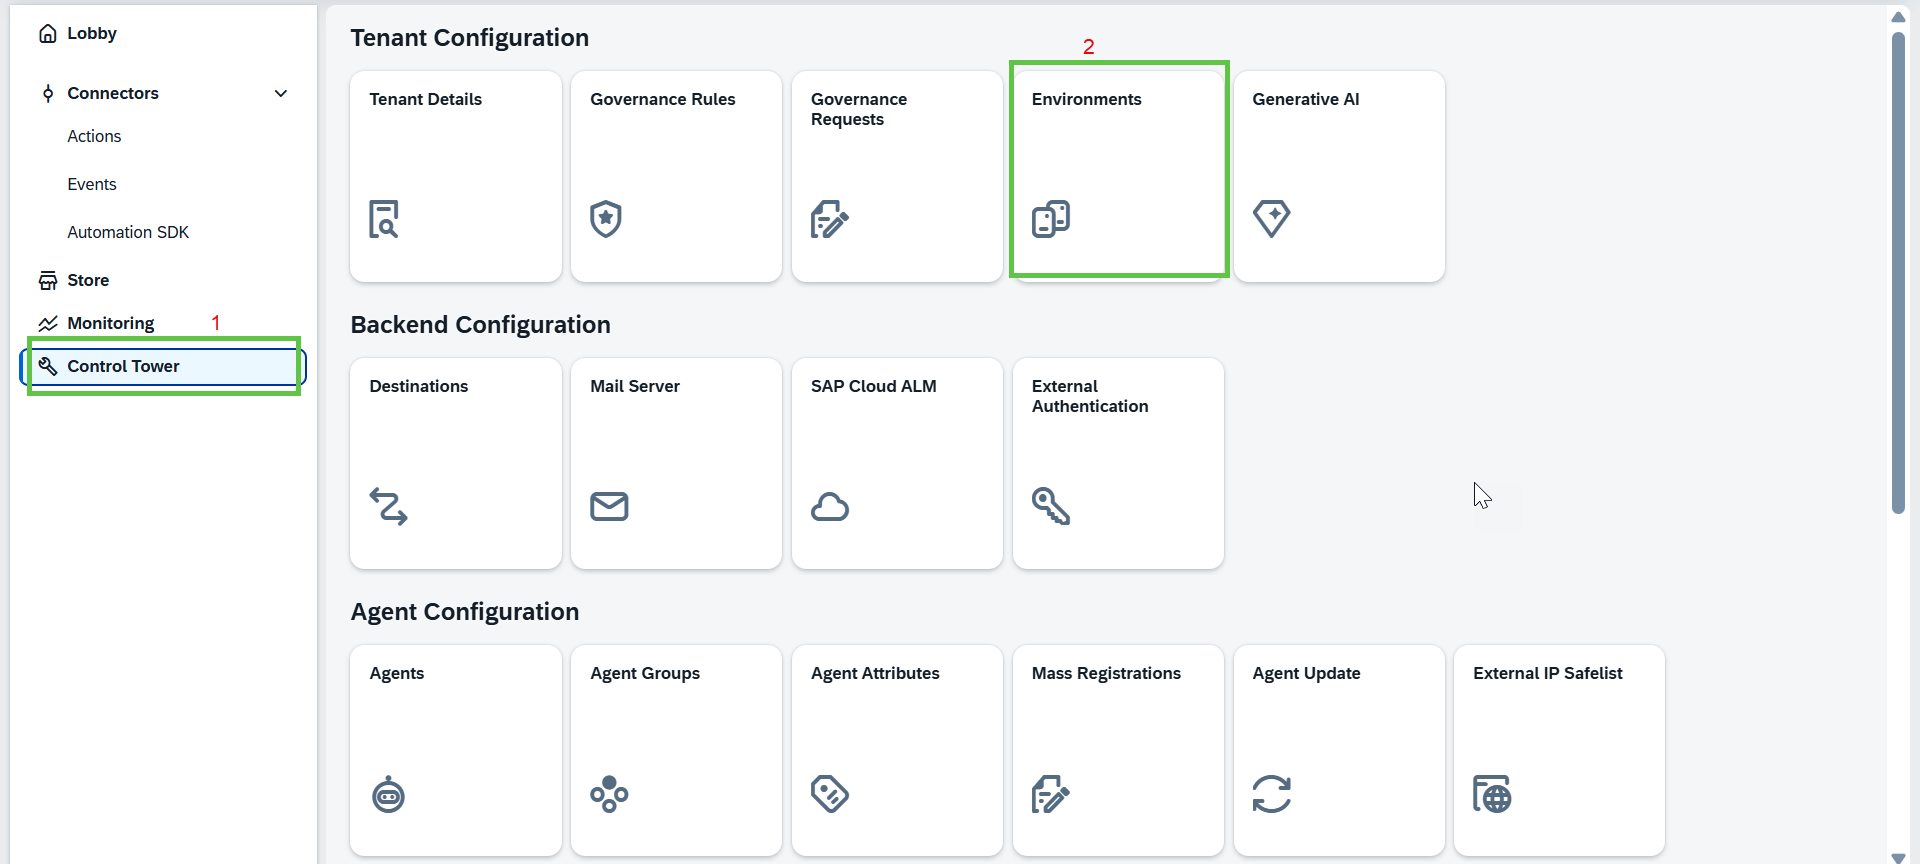 Lobby
Connectors
Actions
Events
Automation SDK
Store
Monitoring
1
Control Tower
Tenant Configuration
2
Tenant Details
Governance Rules
Governance
Requests
Environments
Generative AI
Backend Configuration
Destinations
Mail Server
SAP Cloud ALM
External
Authentication
Agent Configuration
Agents
Agent Groups
Agent Attributes
Mass Registrations
Agent Update
External IP Safelist